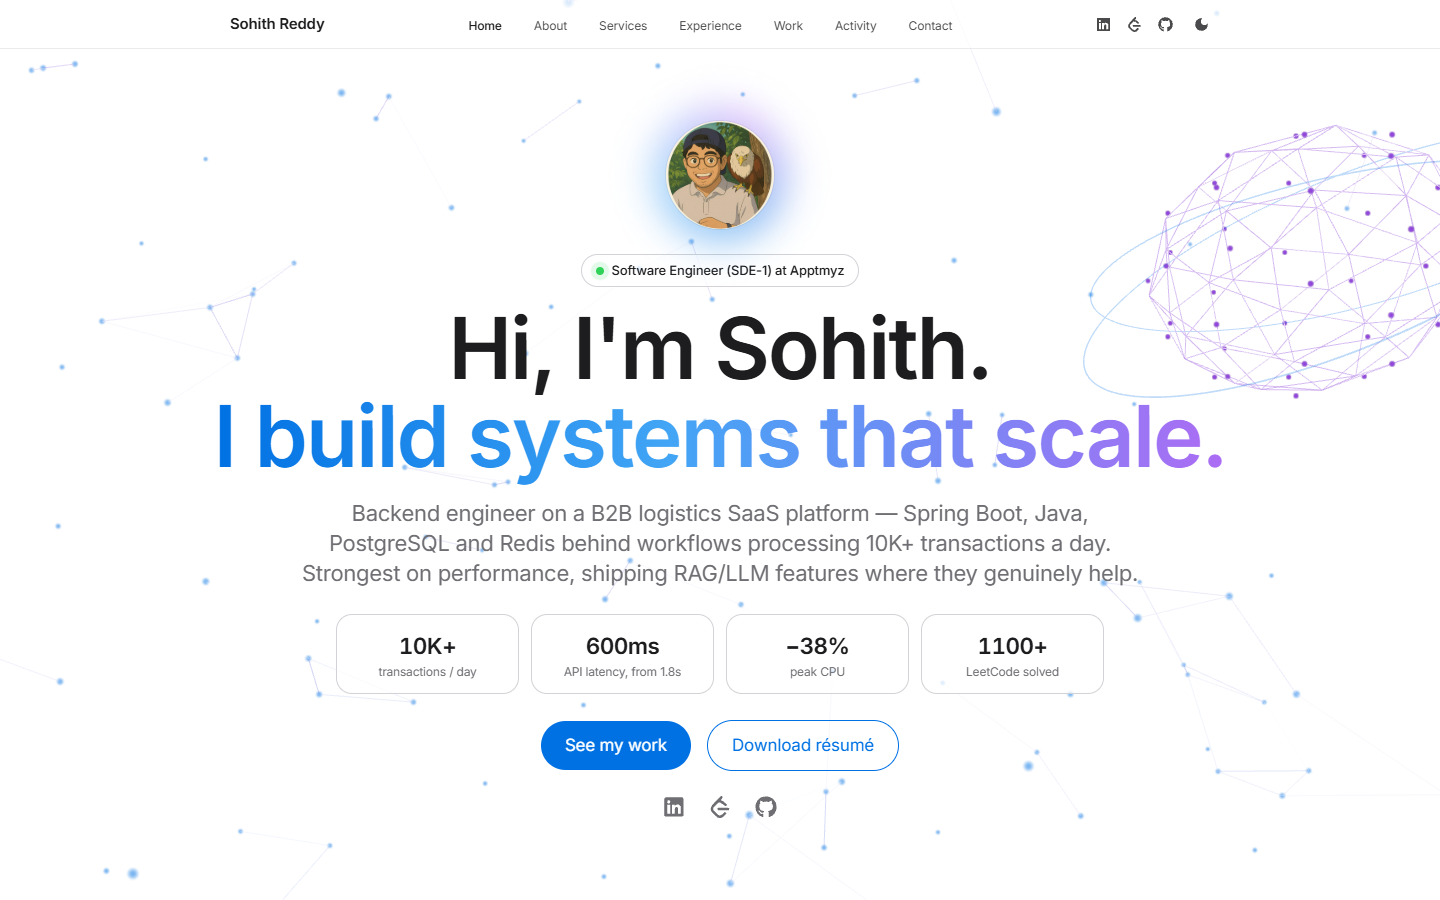 Sohith Reddy
Home
About
Services
Experience
Work
Activity
Contact
Software Engineer (SDE-1) at Apptmyz
Hi, I'm Sohith.
I build systems that scale.
Backend engineer on a B2B logistics SaaS platform — Spring Boot, Java,
PostgreSQL and Redis behind workflows processing 10K+ transactions a day.
Strongest on performance, shipping RAG/LLM features where they genuinely help.
10K+
transactions / day
600ms
API latency, from 1.8s
−38%
peak CPU
1100+
LeetCode solved
See my work
Download résumé